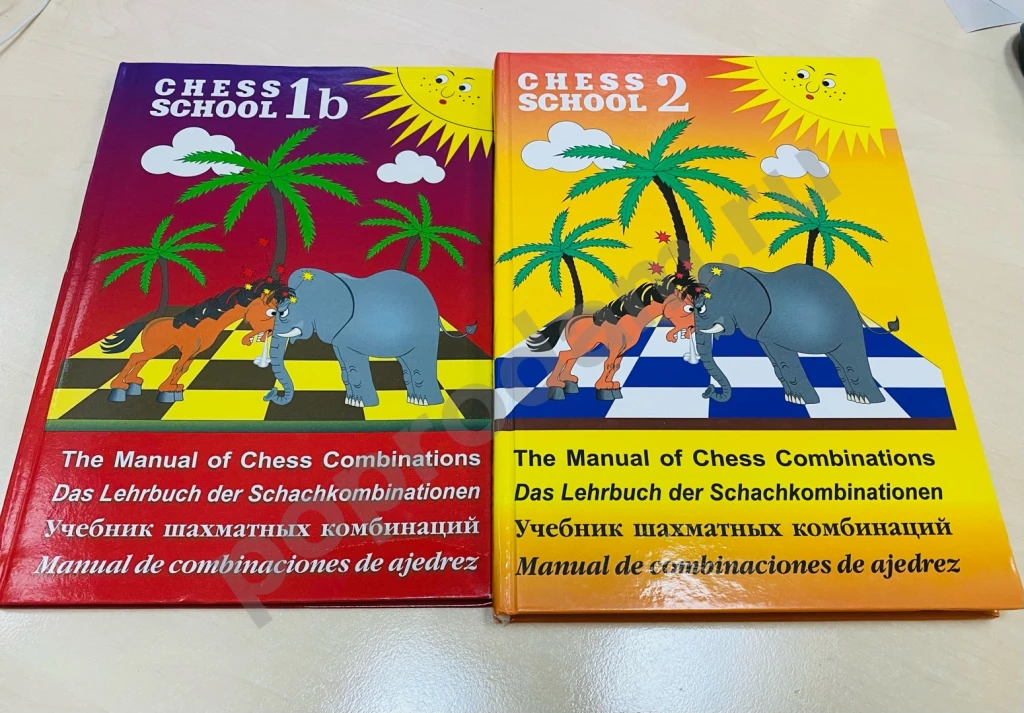 CHESS
SCHOOL 1b
The Manual of Chess Combinations
Das Lehrbuch der Schachkombinationen
Учебник шахматных комбинаций
Manual de combinaciones de ajedrez
CHESS
SCHOOL 2
The Manual of Chess Combinations
Das Lehrbuch der Schachkombinationen
Учебник шахматных комбинаций
Manual de combinaciones de ajedrez